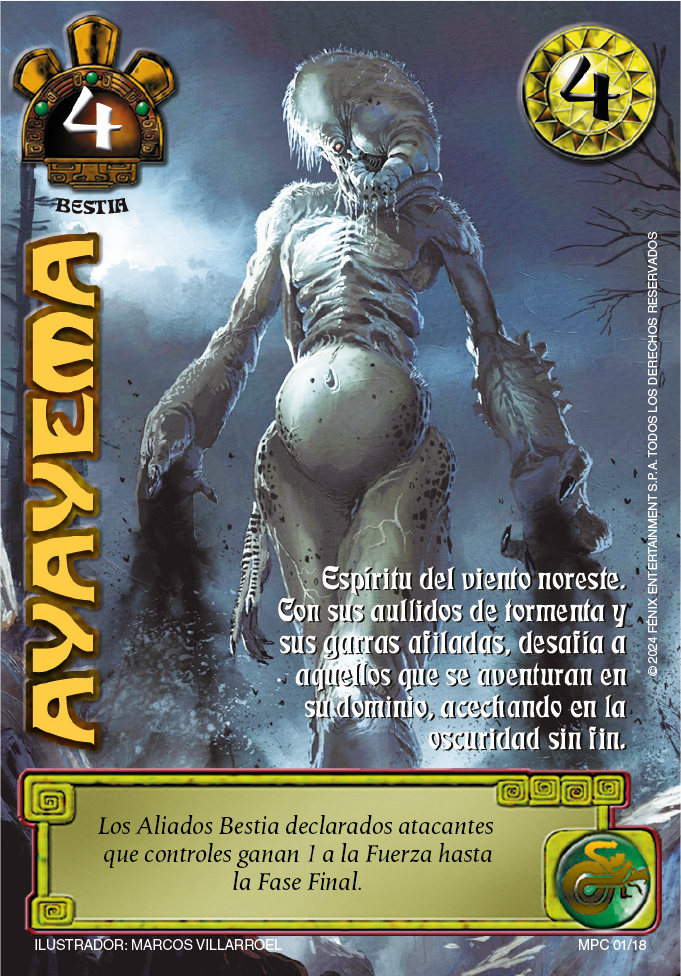 4
4
BESTIA
AYAYEMA
Espíritu del viento noreste.
Con sus aullidos de tormenta y
sus garras afiladas, desafía a
aquellos que se aventuran en
su dominio, acechando en la
oscuridad sin fin.
©2024 FÉNIX ENTERTAINMENT S.P.A. TODOS LOS DERECHOS RESERVADOS
Los Aliados Bestia declarados atacantes
que controles ganan 1 a la Fuerza hasta
la Fase Final.
ILUSTRADOR: MARCOS VILLARROEL
MPC 01/18